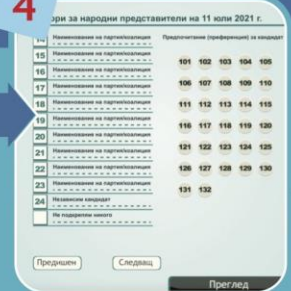 4
ори за народни представители на 11 юли 2021 г.
14 Наименование на партия/коалиция
Предпочитание (преференция) за кандидат
15 Наименование на партия/коалиция
16 Наименование на партия/коалиция
17 Наименование на партия/коалиция
18 Наименование на партия/коалиция
19 Наименование на партия/коалиция
20 Наименование на партия/коалиция
21 Наименование на партия/коалиция
22 Наименование на партия/коалиция
23 Наименование на партия/коалиция
24 Независим кандидат
Не подкрепям никого
101 102 103 104 105
106 107 108 109 110
111 112 113 114 115
116 117 118 119 120
121 122 123 124 125
126 127 128 129 130
131 132
Предишен
Следващ
Преглед